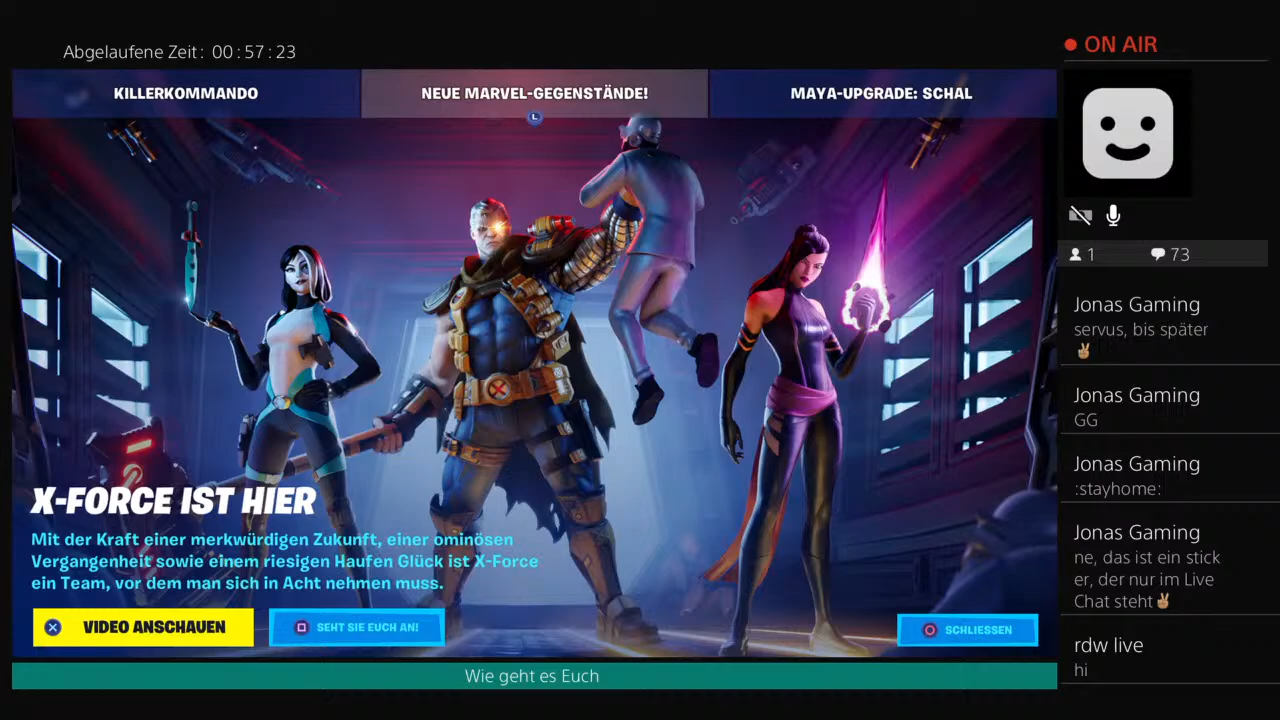 Abgelaufene Zeit: 00:57:23
ON AIR
KILLERKOMMANDO
NEUE MARVEL-GEGENSTÄNDE!
MAYA-UPGRADE: SCHAL
L
1
73
Jonas Gaming
servus, bis später
✌🏽
Jonas Gaming
GG
Jonas Gaming
:stayhome:
Jonas Gaming
ne, das ist ein stick
er, der nur im Live
Chat steht✌🏽
rdw live
hi
X-FORCE IST HIER
Mit der Kraft einer merkwürdigen Zukunft, einer ominösen
Vergangenheit sowie einem riesigen Haufen Glück ist X-Force
ein Team, vor dem man sich in Acht nehmen muss.
VIDEO ANSCHAUEN
SEHT SIE EUCH AN!
SCHLIESSEN
Wie geht es Euch